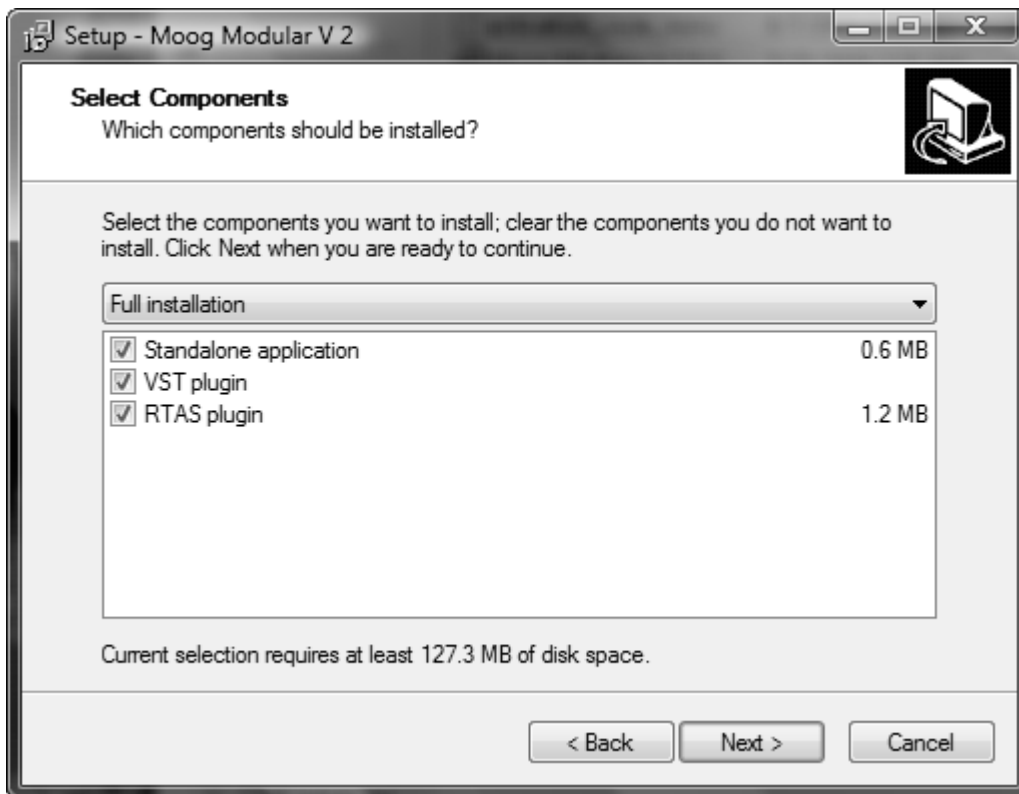 Setup - Moog Modular V 2
Select Components
Which components should be installed?
Select the components you want to install; clear the components you do not want to
install. Click Next when you are ready to continue.
Full installation
Standalone application 0.6 MB
VST plugin
RTAS plugin 1.2 MB
Current selection requires at least 127.3 MB of disk space.
< Back Next > Cancel